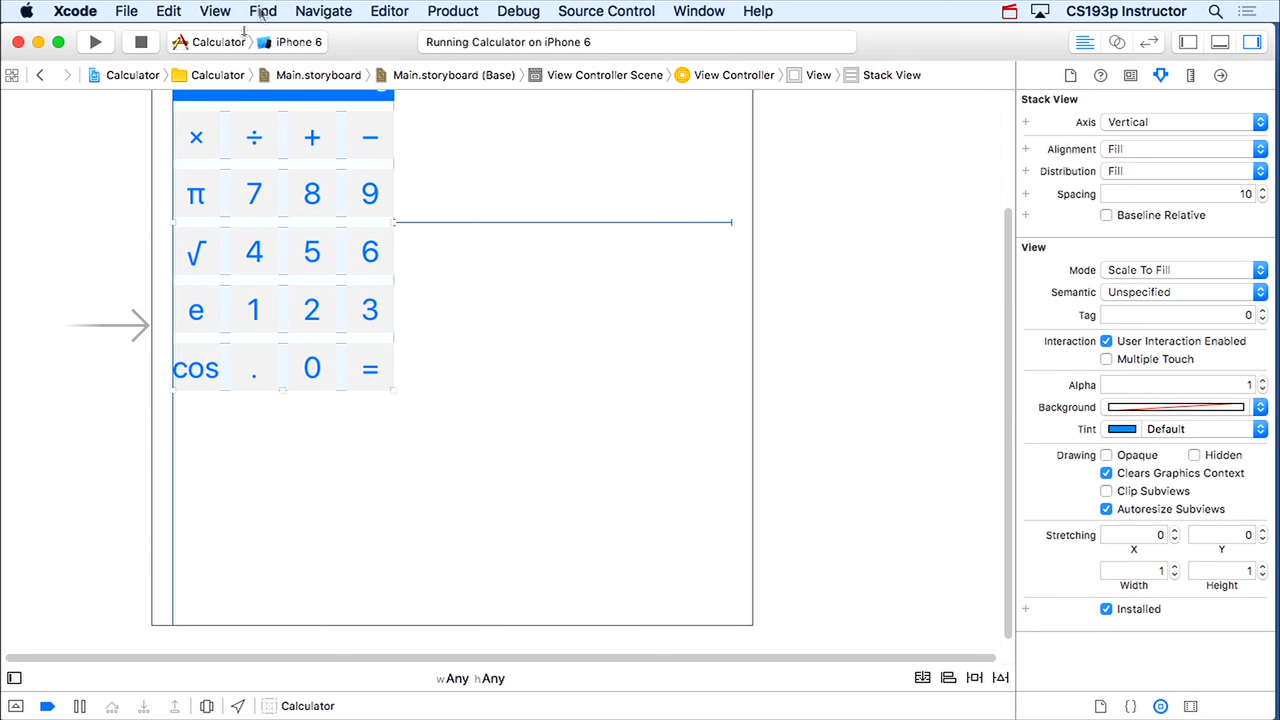 Xcode File Edit View Find Navigate Editor Product Debug Source Control Window Help CS193p Instructor
Calculator iPhone 6 Running Calculator on iPhone 6
Calculator Calculator Main.storyboard Main.storyboard (Base) View Controller Scene View Controller View Stack View
× ÷ + −
π 7 8 9
√ 4 5 6
e 1 2 3
cos . 0 =
wAny hAny
Calculator
Stack View
Axis Vertical
Alignment Fill
Distribution Fill
Spacing 10
Baseline Relative
View
Mode Scale To Fill
Semantic Unspecified
Tag 0
Interaction User Interaction Enabled
Multiple Touch
Alpha 1
Background
Tint Default
Drawing Opaque Hidden
Clears Graphics Context
Clip Subviews
Autoresize Subviews
Stretching 0 0
X Y
1 1
Width Height
Installed